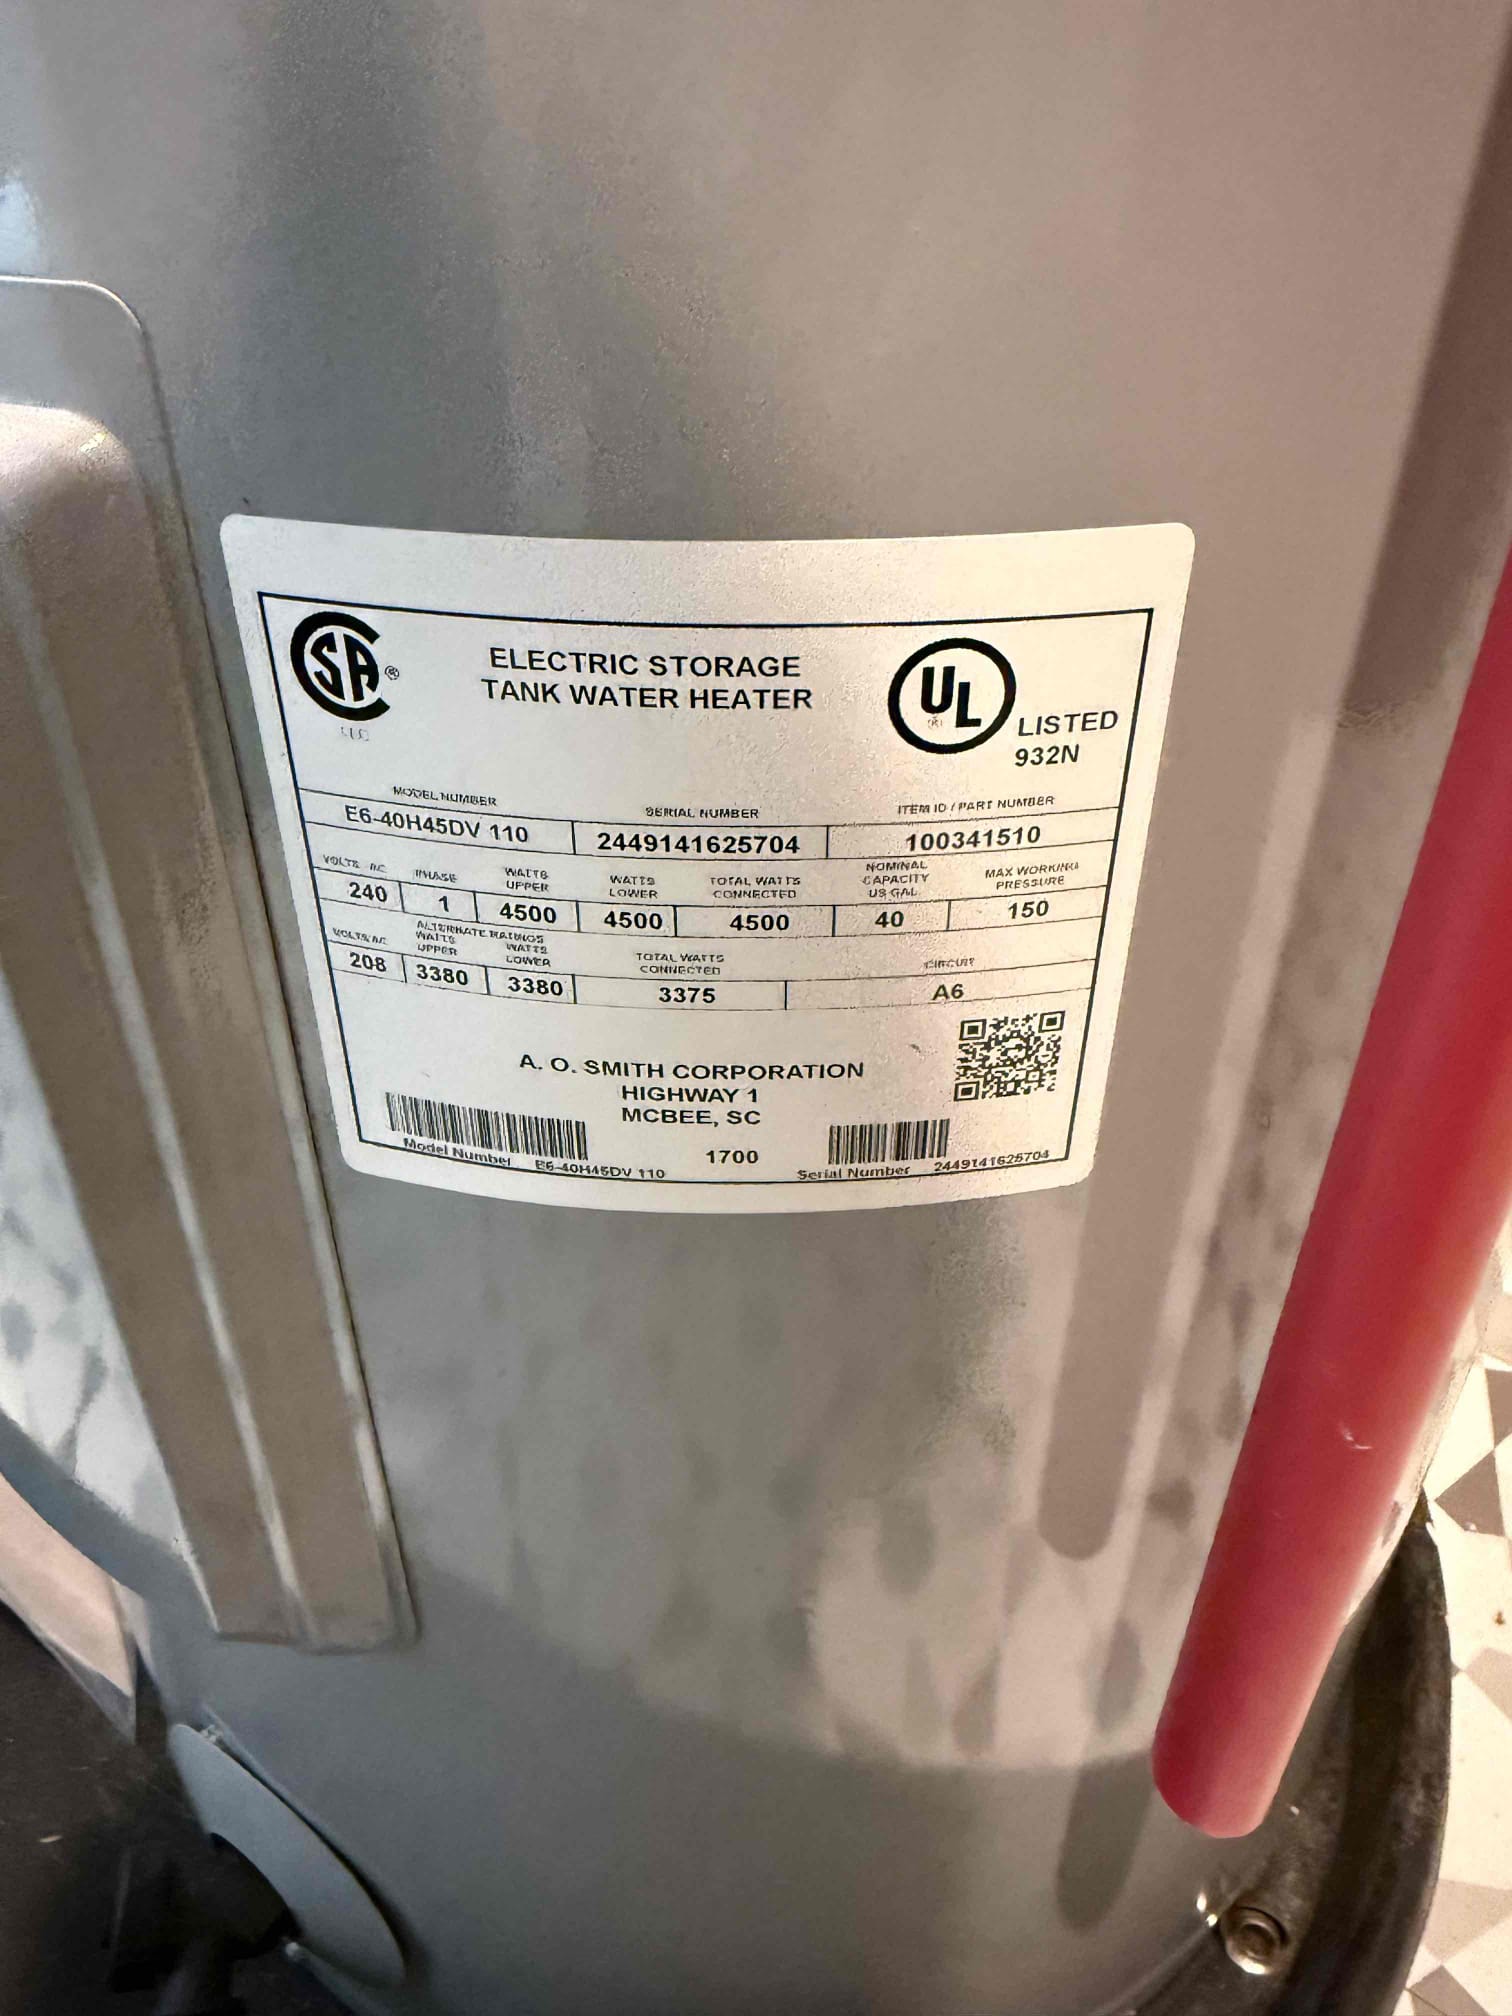 SA ®
ELECTRIC STORAGE
TANK WATER HEATER
UL ®
LISTED
932N
MODEL NUMBER SERIAL NUMBER ITEM ID / PART NUMBER
E6-40H45DV 110 2449141625704 100341510
VOLTS AC PHASE WATTS UPPER WATTS LOWER TOTAL WATTS CONNECTED NOMINAL CAPACITY US GAL MAX WORKING PRESSURE
240 1 4500 4500 4500 40 150
ALTERNATE RATINGS
VOLTS AC WATTS UPPER WATTS LOWER TOTAL WATTS CONNECTED CIRCUIT
208 3380 3380 3375 A6
A. O. SMITH CORPORATION
HIGHWAY 1
MCBEE, SC
1700
Model Number E6-40H45DV 110
Serial Number 2449141625704